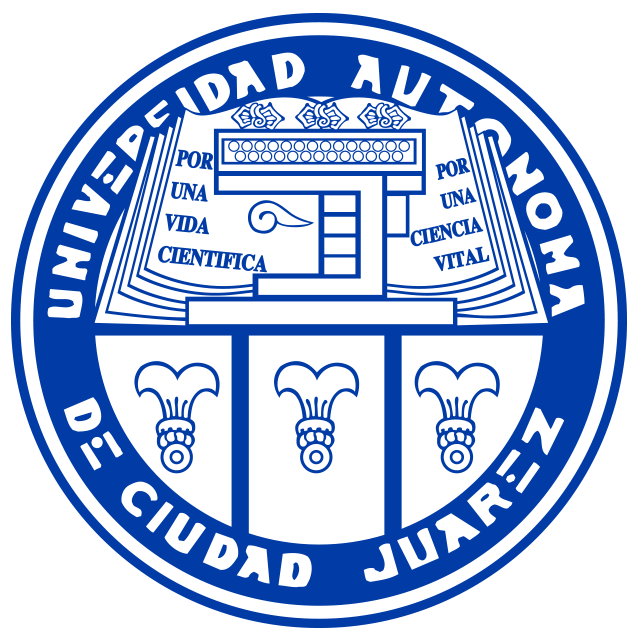 UNIVERSIDAD AUTONOMA
POR
UNA
VIDA
CIENTIFICA
POR
UNA
CIENCIA
VITAL
DE CIUDAD JUAREZ